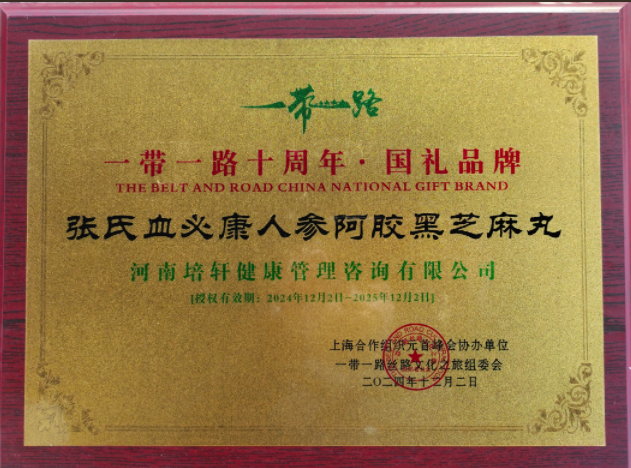 一带一路
一带一路十周年·国礼品牌
THE BELT AND ROAD CHINA NATIONAL GIFT BRAND
张氏血必康人参阿胶黑芝麻丸
河南培轩健康管理咨询有限公司
[授权有效期：2024年12月2日-2025年12月2日]
上海合作组织元首峰会协办单位
一带一路丝路文化之旅组委会
二〇二四年十二月二日